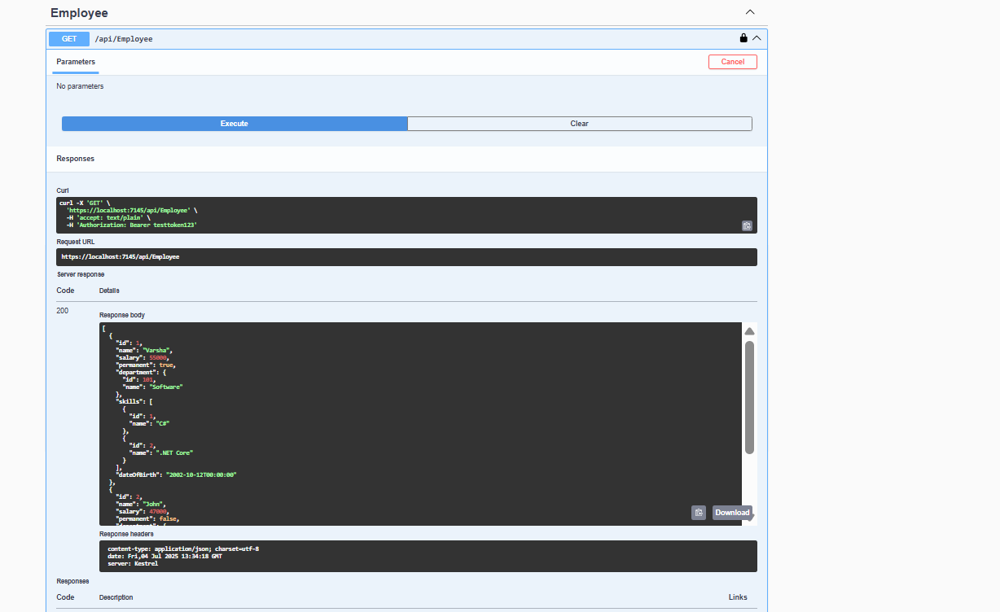 Employee
GET /api/Employee
Parameters
Cancel
No parameters
Execute
Clear
Responses
Curl
curl -X 'GET' \
'https://localhost:7145/api/Employee' \
-H 'accept: text/plain' \
-H 'Authorization: Bearer testtoken123'
Request URL
https://localhost:7145/api/Employee
Server response
Code Details
200
Response body
[
{
"id": 1,
"name": "Varsha",
"salary": 55000,
"permanent": true,
"department": {
"id": 101,
"name": "Software"
},
"skills": [
{
"id": 1,
"name": "C#"
},
{
"id": 2,
"name": ".NET Core"
}
],
"dateOfBirth": "2002-10-12T00:00:00"
},
{
"id": 2,
"name": "John",
"salary": 47000,
"permanent": false,
"department": {
Download
Response headers
content-type: application/json; charset=utf-8
date: Fri,04 Jul 2025 13:34:18 GMT
server: Kestrel
Responses
Code Description Links